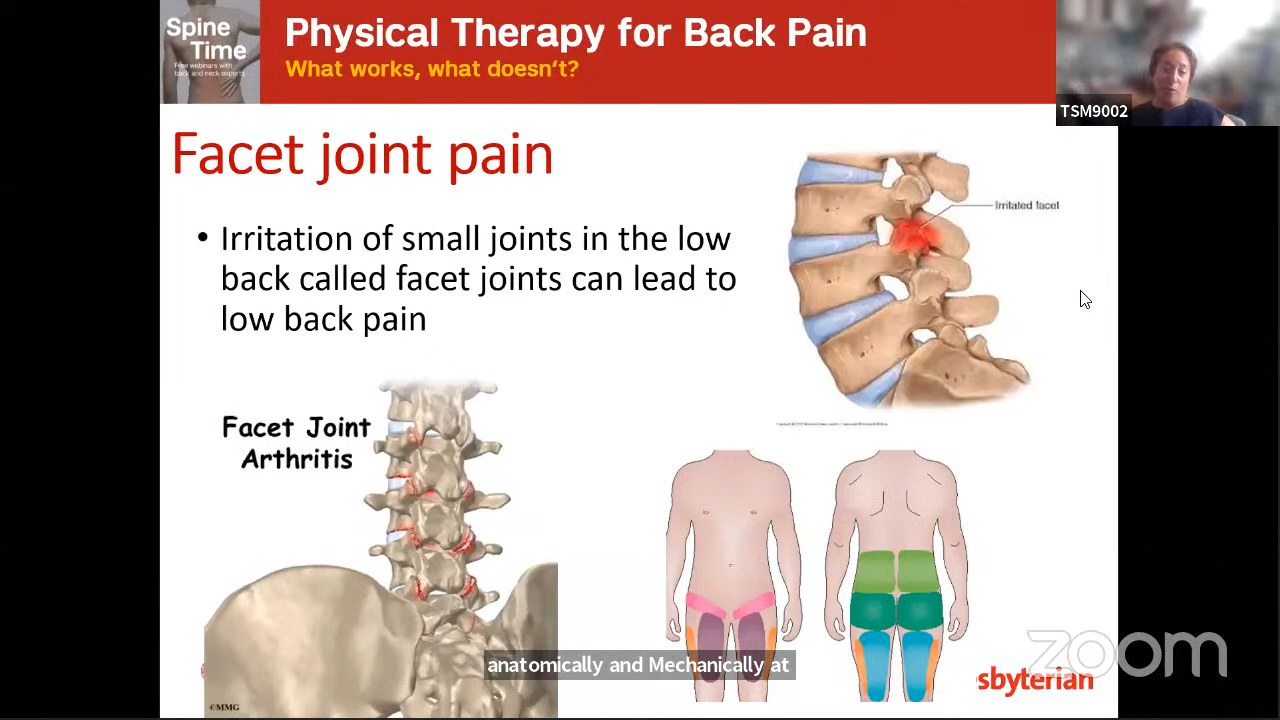 Spine
Time
Free webinars with
back and neck experts
Physical Therapy for Back Pain
What works, what doesn't?
TSM9002
Facet joint pain
• Irritation of small joints in the low
back called facet joints can lead to
low back pain
Irritated facet
Facet Joint
Arthritis
anatomically and Mechanically at
zoom
sbyterian
©MMG